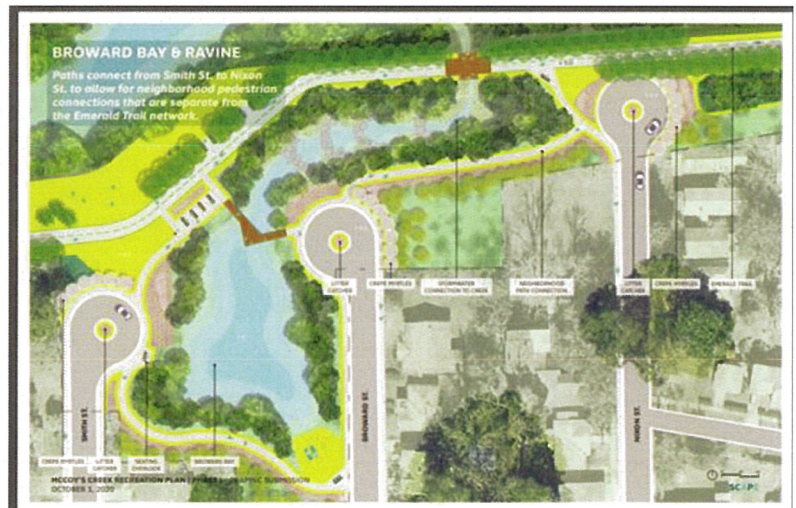 BROWARD BAY & RAVINE
Paths connect from Smith St. to Nixon
St. to allow for neighborhood pedestrian
connections that are separate from
the Emerald Trail network.
LITTER
CATCHER
CREPE MYRTLES
STORMWATER
CONNECTION TO CREEK
NEIGHBORHOOD
PATH CONNECTION
LITTER
CATCHER
CREPE MYRTLES
EMERALD TRAIL
SMITH ST.
BROWARD ST.
NIXON ST.
CREPE MYRTLES
LITTER
CATCHER
SEATING
OVERLOOK
BROWARD BAY
MCCOY'S CREEK RECREATION PLAN | SUBMISSION
OCTOBER 5, 2020
SCAPE